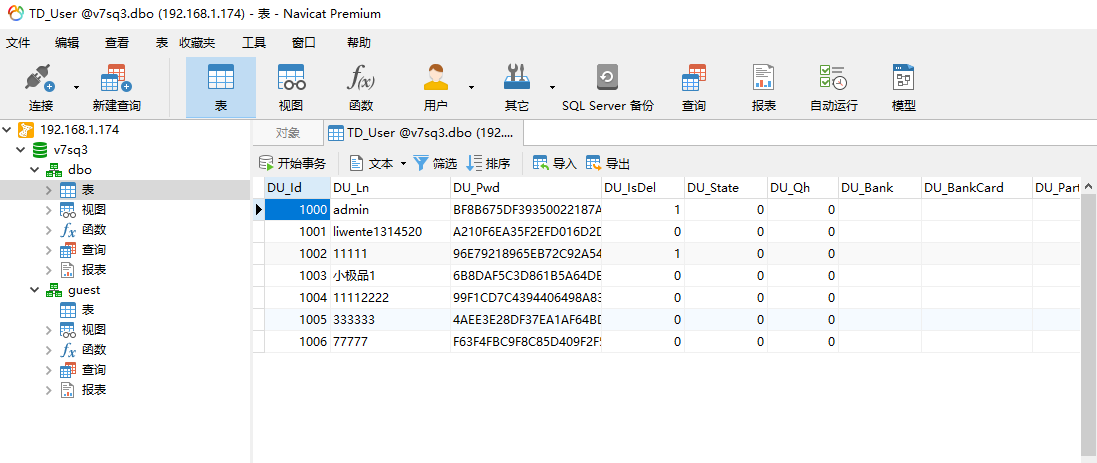 TD_User @v7sq3.dbo (192.168.1.174) - 表 - Navicat Premium
文件 编辑 查看 表 收藏夹 工具 窗口 帮助
连接 新建查询 表 视图 f(x) 函数 用户 其它 SQL Server 备份 查询 报表 自动运行 模型
192.168.1.174
v7sq3
dbo
表
视图
fx 函数
查询
报表
guest
表
视图
fx 函数
查询
报表
对象 TD_User @v7sq3.dbo (192....
开始事务 文本 筛选 排序 导入 导出
DU_Id DU_Ln DU_Pwd DU_IsDel DU_State DU_Qh DU_Bank DU_BankCard DU_Part
1000 admin BF8B675DF39350022187A 1 0 0
1001 liwente1314520 A210F6EA35F2EFD016D2D 0 0 0
1002 11111 96E79218965EB72C92A54 1 0 0
1003 小极品1 6B8DAF5C3D861B5A64DE 0 0 0
1004 11112222 99F1CD7C4394406498A83 0 0 0
1005 333333 4AEE3E28DF37EA1AF64BD 0 0 0
1006 77777 F63F4FBC9F8C85D409F2F5 0 0 0